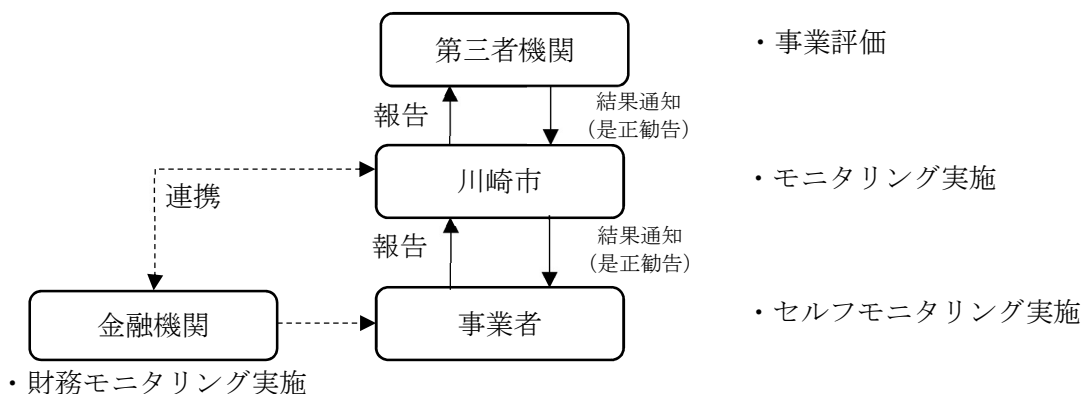 第三者機関
・事業評価
報告
結果通知
(是正勧告)
川崎市
・モニタリング実施
連携
報告
結果通知
(是正勧告)
金融機関
事業者
・セルフモニタリング実施
・財務モニタリング実施